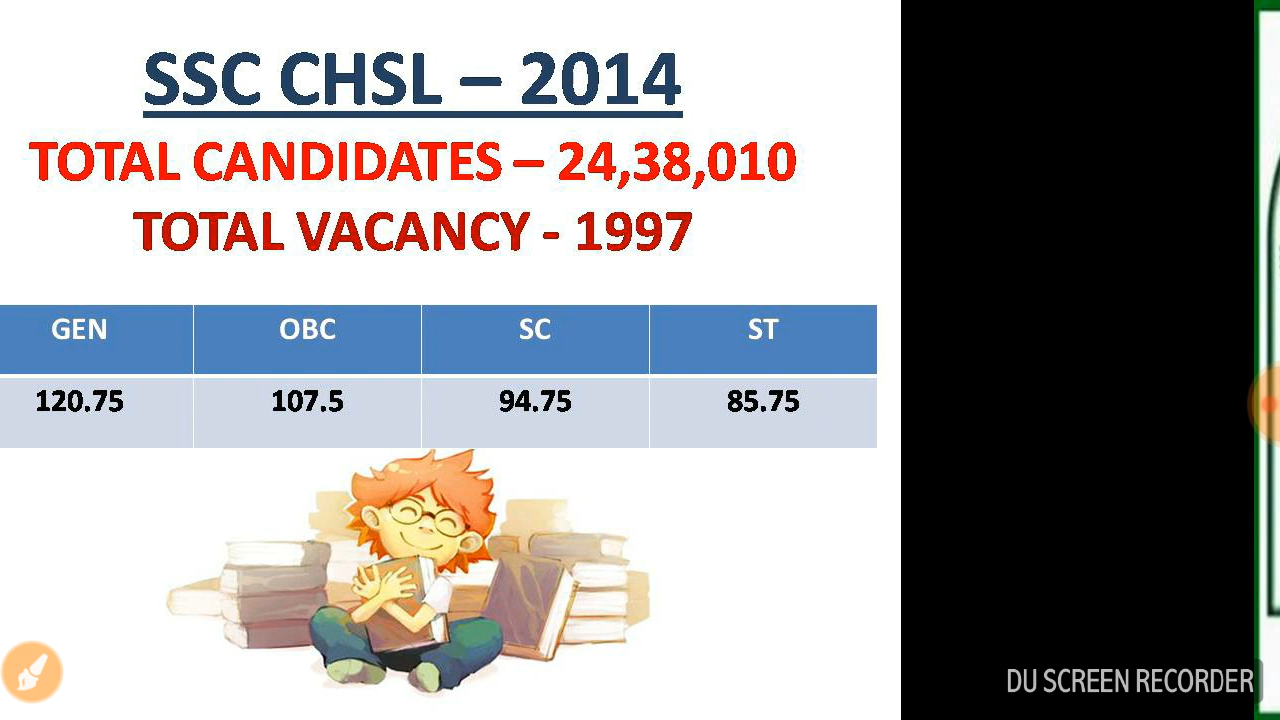 SSC CHSL – 2014
TOTAL CANDIDATES – 24,38,010
TOTAL VACANCY - 1997
GEN OBC SC ST
120.75 107.5 94.75 85.75
DU SCREEN RECORDER